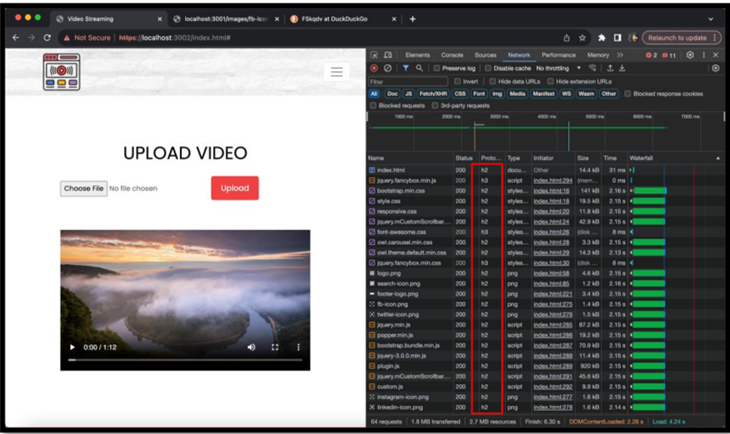 Video Streaming
localhost:3001/images/fb-icon
FSkqdv at DuckDuckGo
Not Secure https://localhost:3002/index.html#
Relaunch to update
UPLOAD VIDEO
Choose File No file chosen
Upload
0:00 / 1:12
Elements Console Sources Network Performance Memory 2 11
Preserve log Disable cache No throttling
Filter Invert Hide data URLs Hide extension URLs
All Doc JS Fetch/XHR CSS Font Img Media Manifest WS Wasm Other Blocked response cookies
Blocked requests 3rd-party requests
1000 ms 2000 ms 3000 ms 4000 ms 5000 ms 6000 ms 7000 ms
Name Status Proto... Type Initiator Size Time Waterfall
index.html 200 h2 docu... Other 14.4 kB 31 ms
jquery.fancybox.min.js 200 h3 script index.html:294 (mem... 0 ms
bootstrap.min.css 200 h2 styles... index.html:16 141 kB 2.16 s
style.css 200 h2 styles... index.html:18 19.5 kB 2.15 s
responsive.css 200 h2 styles... index.html:20 11.8 kB 2.15 s
jquery.mCustomScrollbar... 200 h2 styles... index.html:24 42.9 kB 2.15 s
font-awesome.css 200 h3 styles... index.html:26 (disk ... 8 ms
owl.carousel.min.css 200 h2 styles... index.html:28 3.3 kB 2.15 s
owl.theme.default.min.css 200 h2 styles... index.html:29 14.3 kB 2.13 s
jquery.fancybox.min.css 200 h3 styles... index.html:30 (disk ... 8 ms
logo.png 200 h2 png index.html:58 4.8 kB 2.15 s
search-icon.png 200 h2 png index.html:85 1.2 kB 2.16 s
footer-logo.png 200 h2 png index.html:221 3.4 kB 2.15 s
fb-icon.png 200 h2 png index.html:275 1.4 kB 2.15 s
twitter-icon.png 200 h2 png index.html:276 1.5 kB 2.15 s
jquery.min.js 200 h2 script index.html:285 87.2 kB 2.15 s
popper.min.js 200 h2 script index.html:286 19.2 kB 2.15 s
bootstrap.bundle.min.js 200 h2 script index.html:287 70.9 kB 2.15 s
jquery-3.0.0.min.js 200 h2 script index.html:288 11.4 kB 2.15 s
plugin.js 200 h2 script index.html:289 920 kB 2.15 s
jquery.mCustomScrollbar... 200 h2 script index.html:291 45.6 kB 2.15 s
custom.js 200 h2 script index.html:292 9.9 kB 2.15 s
instagram-icon.png 200 h2 png index.html:277 1.6 kB 2.15 s
linkedin-icon.png 200 h2 png index.html:278 1.6 kB 2.14 s
64 requests 1.8 MB transferred 2.7 MB resources Finish: 6.30 s DOMContentLoaded: 2.28 s Load: 4.24 s